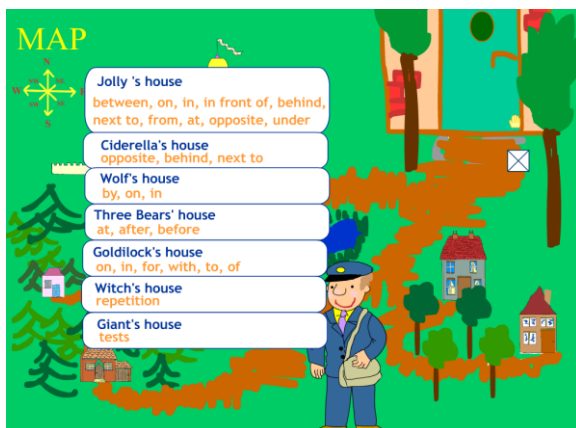 MAP
N
W
S
Jolly 's house
between, on, in, in front of, behind,
next to, from, at, opposite, under
Ciderella's house
opposite, behind, next to
Wolf's house
by, on, in
Three Bears' house
at, after, before
Goldilock's house
on, in, for, with, to, of
Witch's house
repetition
Giant's house
tests